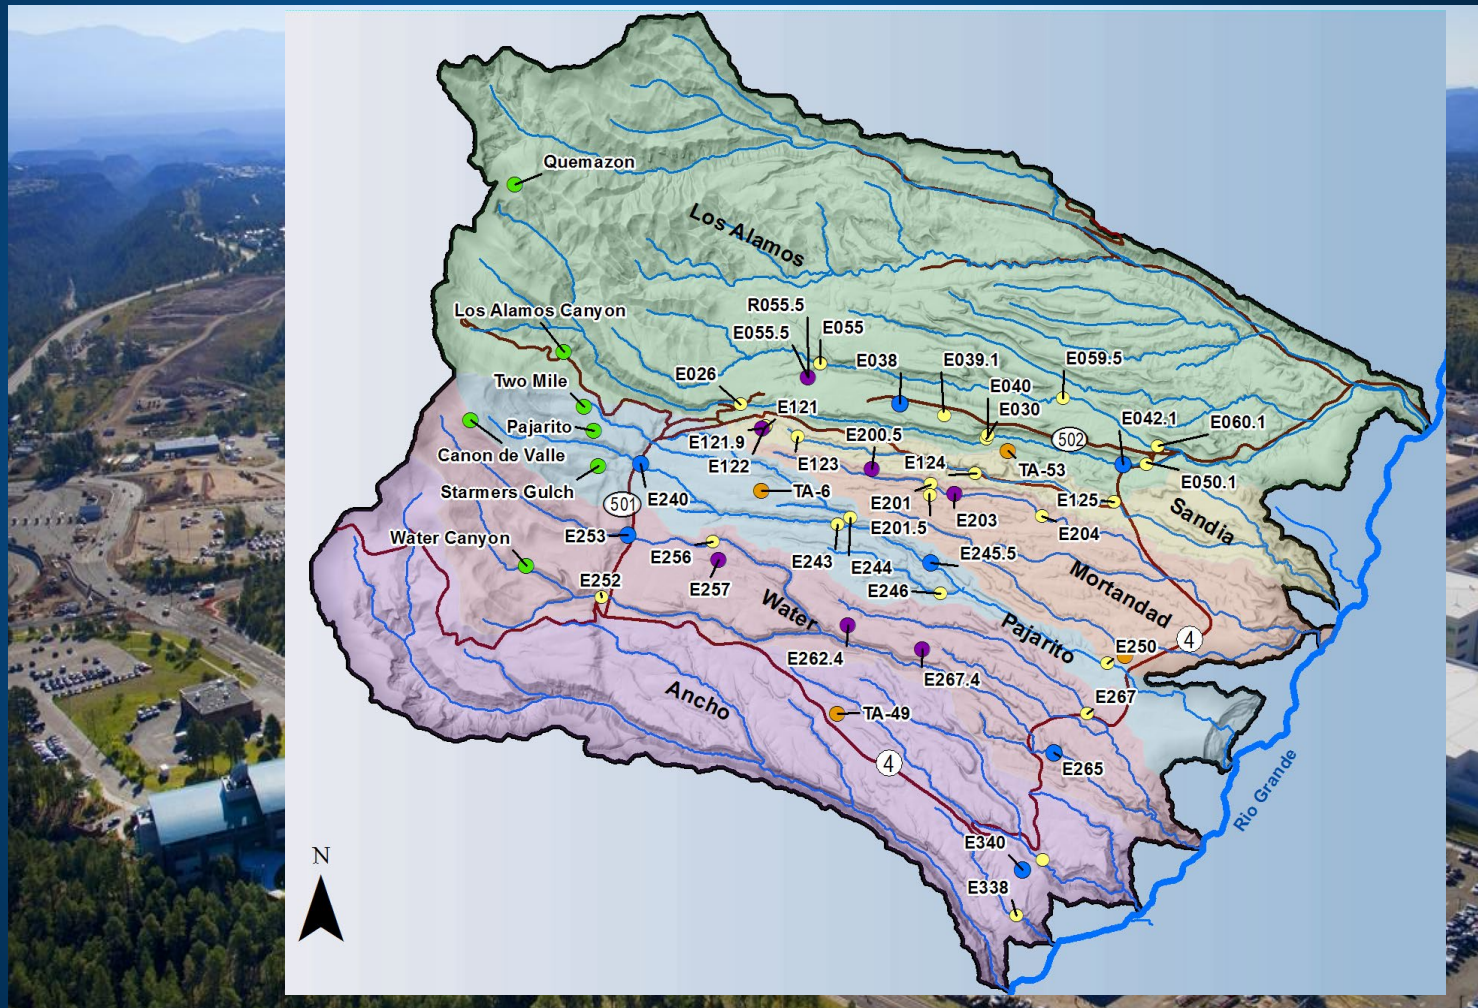 Quemazon
Los Alamos
Los Alamos Canyon
R055.5
E055.5
E055
E038
E039.1
E059.5
E026
Two Mile
E040
E030
E121
E042.1
E060.1
Pajarito
E121.9
E122
E123
E200.5
E124
502
TA-53
Canon de Valle
Starmers Gulch
E240
TA-6
E201
E201.5
E203
E125
E050.1
Sandia
501
E204
Water Canyon
E253
E256
E243
E244
E245.5
E252
E257
E246
Mortandad
Water
Pajarito
4
E262.4
E250
E267.4
E267
Ancho
TA-49
4
E265
Rio Grande
E340
N
E338